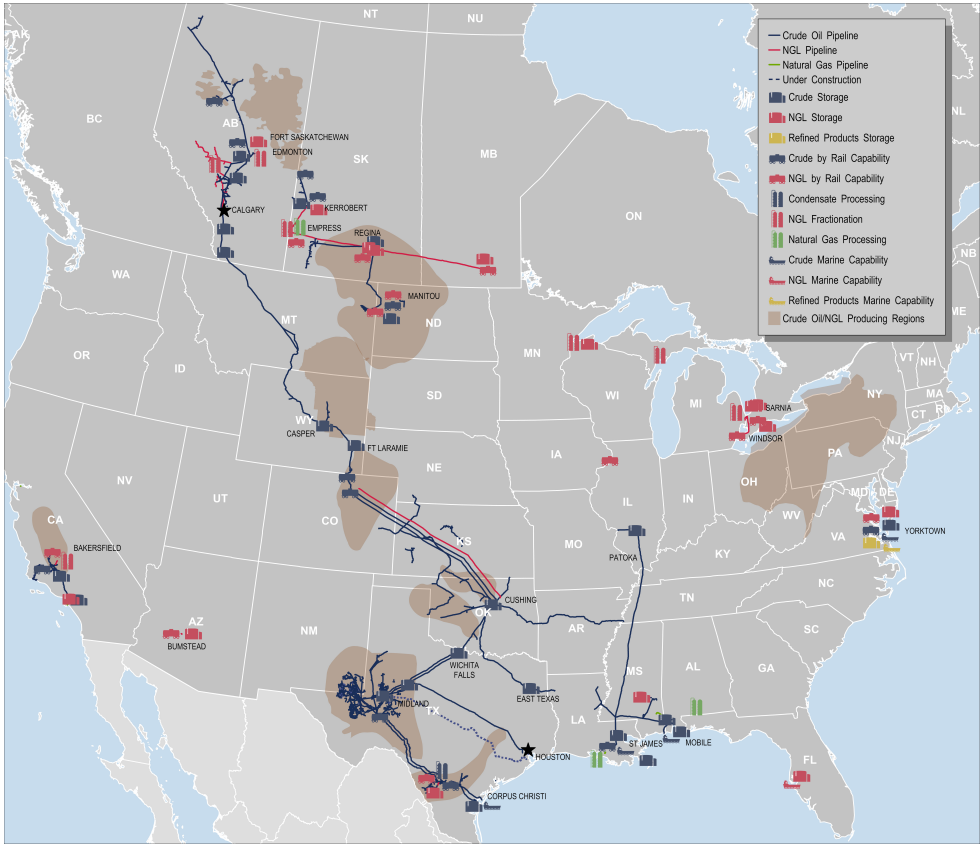 NT
NU
AK
Crude Oil Pipeline
NGL Pipeline
Natural Gas Pipeline
Under Construction
Crude Storage
NGL Storage
Refined Products Storage
Crude by Rail Capability
NGL by Rail Capability
Condensate Processing
NGL Fractionation
Natural Gas Processing
Crude Marine Capability
NGL Marine Capability
Refined Products Marine Capability
Crude Oil/NGL Producing Regions
NL
BC
AB
FORT SASKATCHEWAN
EDMONTON
SK
MB
ON
QC
NB
CALGARY
KERROBERT
EMPRESS
REGINA
WA
MANITOU
MT
ND
ME
OR
ID
MN
VT
NH
WI
MI
NY
MA
CT
RI
SD
WY
CASPER
SARNIA
WINDSOR
FT LARAMIE
NE
IA
PA
NJ
OH
MD
DE
NV
UT
CO
IL
IN
WV
VA
YORKTOWN
CA
BAKERSFIELD
KS
MO
PATOKA
KY
NC
TN
CUSHING
OK
AR
SC
AZ
BUMSTEAD
NM
WICHITA
FALLS
MS
AL
GA
EAST TEXAS
MIDLAND
TX
LA
ST JAMES
MOBILE
HOUSTON
FL
CORPUS CHRISTI